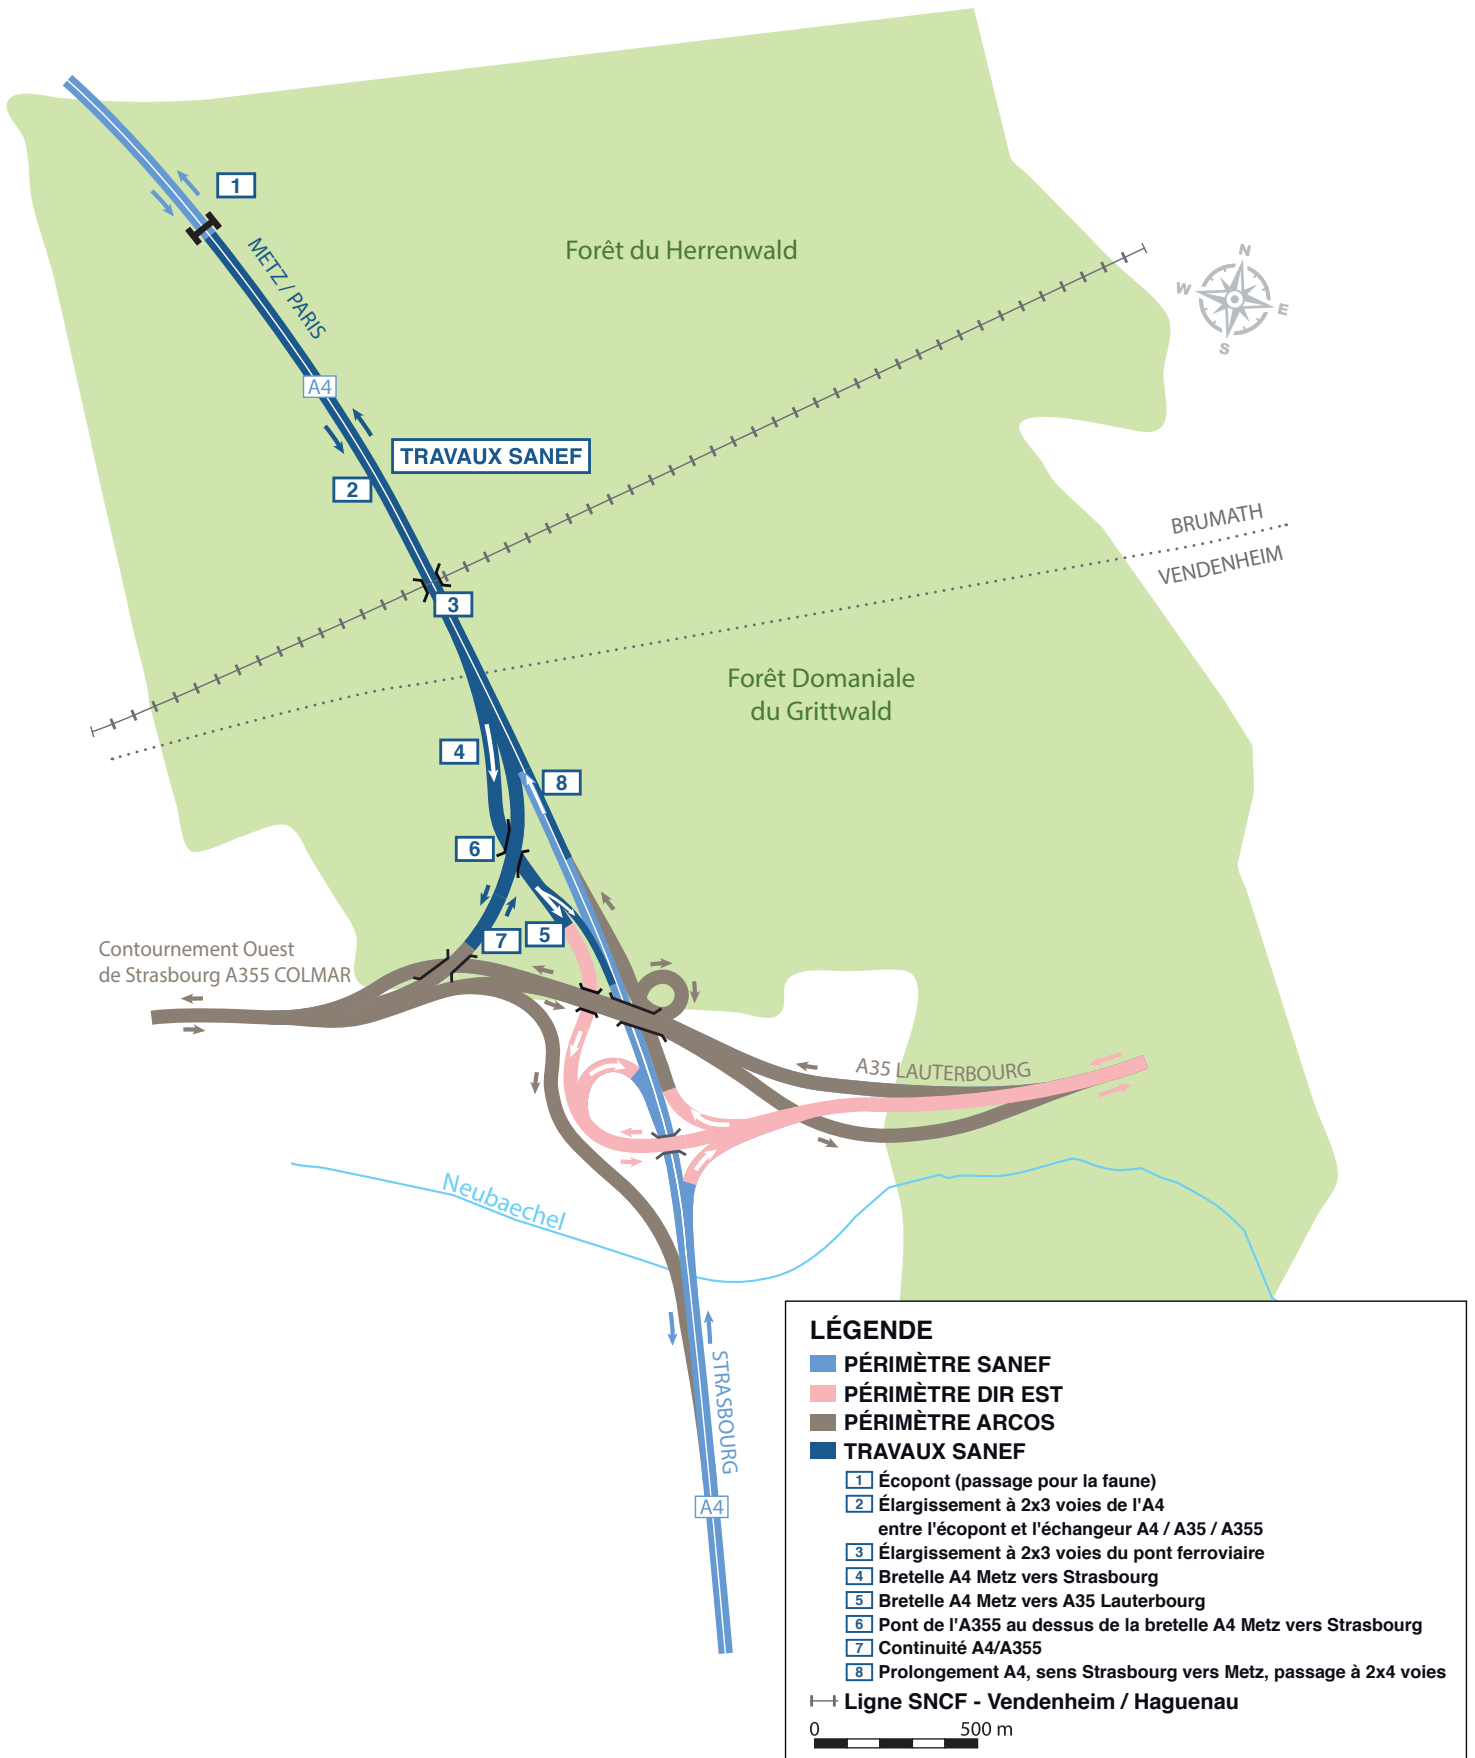 1
METZ / PARIS
Forêt du Herrenwald
N
W
E
S
A4
TRAVAUX SANEF
2
BRUMATH
VENDENHEIM
3
Forêt Domaniale
du Grittwald
4
8
6
5
7
Contournement Ouest
de Strasbourg A355 COLMAR
A35 LAUTERBOURG
Neubaechel
STRASBOURG
A4
LÉGENDE
PÉRIMÈTRE SANEF
PÉRIMÈTRE DIR EST
PÉRIMÈTRE ARCOS
TRAVAUX SANEF
1 Écopont (passage pour la faune)
2 Élargissement à 2x3 voies de l'A4
entre l'écopont et l'échangeur A4 / A35 / A355
3 Élargissement à 2x3 voies du pont ferroviaire
4 Bretelle A4 Metz vers Strasbourg
5 Bretelle A4 Metz vers A35 Lauterbourg
6 Pont de l'A355 au dessus de la bretelle A4 Metz vers Strasbourg
7 Continuité A4/A355
8 Prolongement A4, sens Strasbourg vers Metz, passage à 2x4 voies
Ligne SNCF - Vendenheim / Haguenau
0 500 m